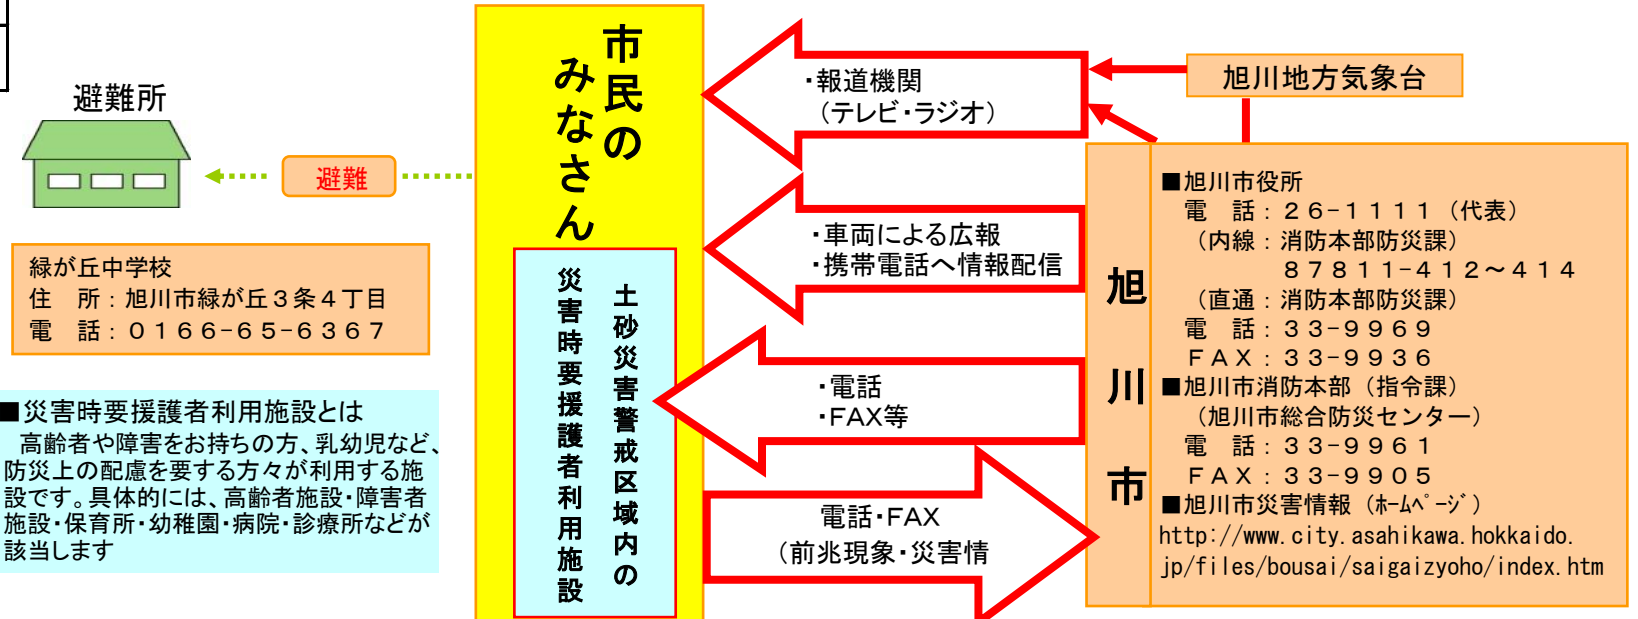 避難所
避難
緑が丘中学校
住　所：旭川市緑が丘３条４丁目
電　話：０１６６-６５-６３６７
■災害時要援護者利用施設とは
高齢者や障害をお持ちの方、乳幼児など、
防災上の配慮を要する方々が利用する施
設です。具体的には、高齢者施設・障害者
施設・保育所・幼稚園・病院・診療所などが
該当します
市民の
みなさん
土砂災害警戒区域内の
災害時要援護者利用施設
・報道機関
（テレビ・ラジオ）
・車両による広報
・携帯電話へ情報配信
・電話
・FAX等
電話・FAX
（前兆現象・災害情
旭川地方気象台
旭川市
■旭川市役所
電　話：２６-１１１１（代表）
（内線：消防本部防災課）
８７８１１-４１２～４１４
（直通：消防本部防災課）
電　話：３３-９９６９
ＦＡＸ：３３-９９３６
■旭川市消防本部（指令課）
（旭川市総合防災センター）
電　話：３３-９９６１
ＦＡＸ：３３-９９０５
■旭川市災害情報（ﾎｰﾑﾍﾟｰｼﾞ）
http://www.city.asahikawa.hokkaido.
jp/files/bousai/saigaizyoho/index.htm